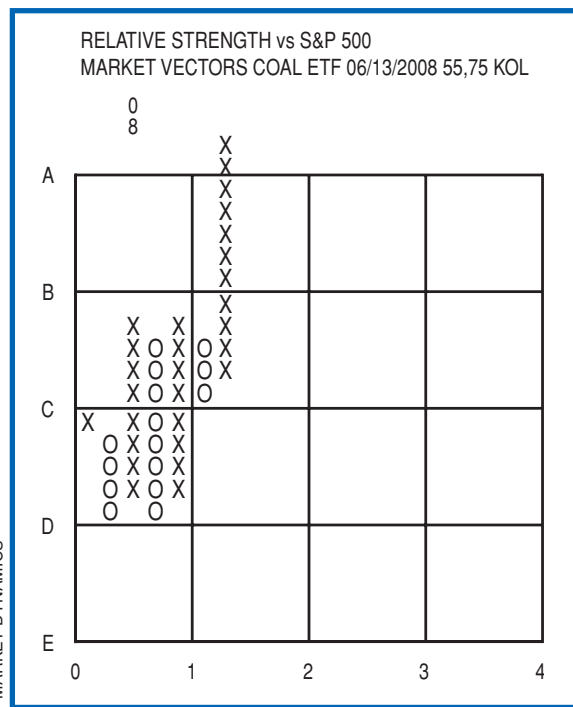 RELATIVE STRENGTH vs S&P 500
MARKET VECTORS COAL ETF 06/13/2008 55,75 KOL
0
8
X
X
A
X
X
X
X
X
B
X
X X X
X O X O X
X O X O X
X O X O
C
X X O X
O X O X
O X O X
O X O X
O O
D
E
0 1 2 3 4